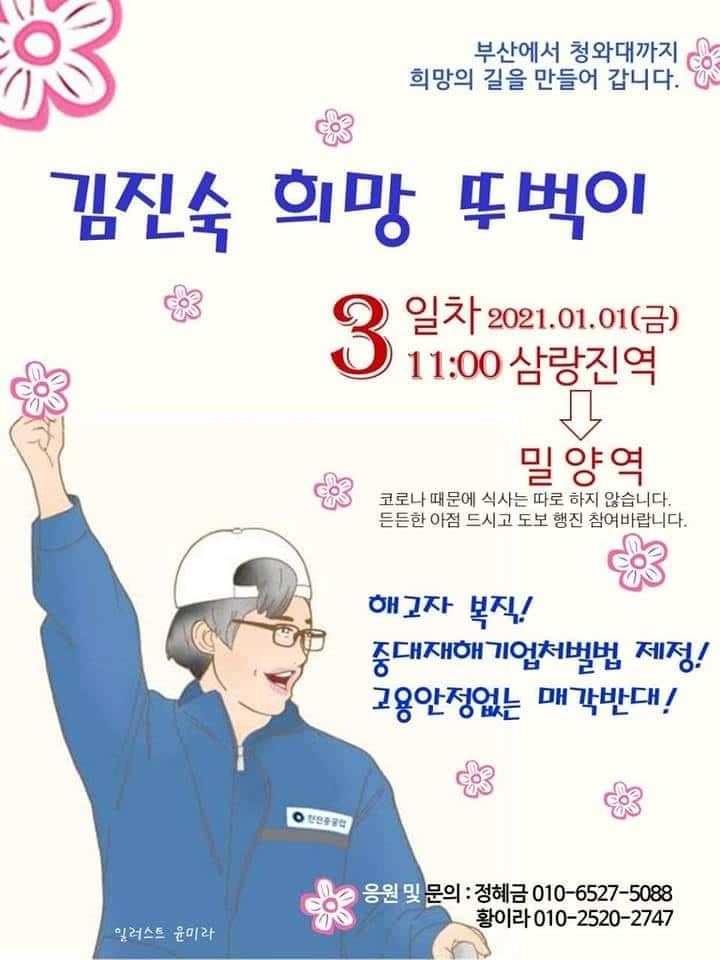 부산에서 청와대까지
희망의 길을 만들어 갑니다.
김진숙 희망 뚜벅이
3일차 2021.01.01(금)
11:00 삼랑진역
밀양역
코로나 때문에 식사는 따로 하지 않습니다.
든든한 아점 드시고 도보 행진 참여바랍니다.
해고자 복직!
중대재해기업처벌법 제정!
고용안정없는 매각반대!
한진중공업
응원 및 문의 : 정혜금 010-6527-5088
황이라 010-2520-2747
일러스트 윤미라